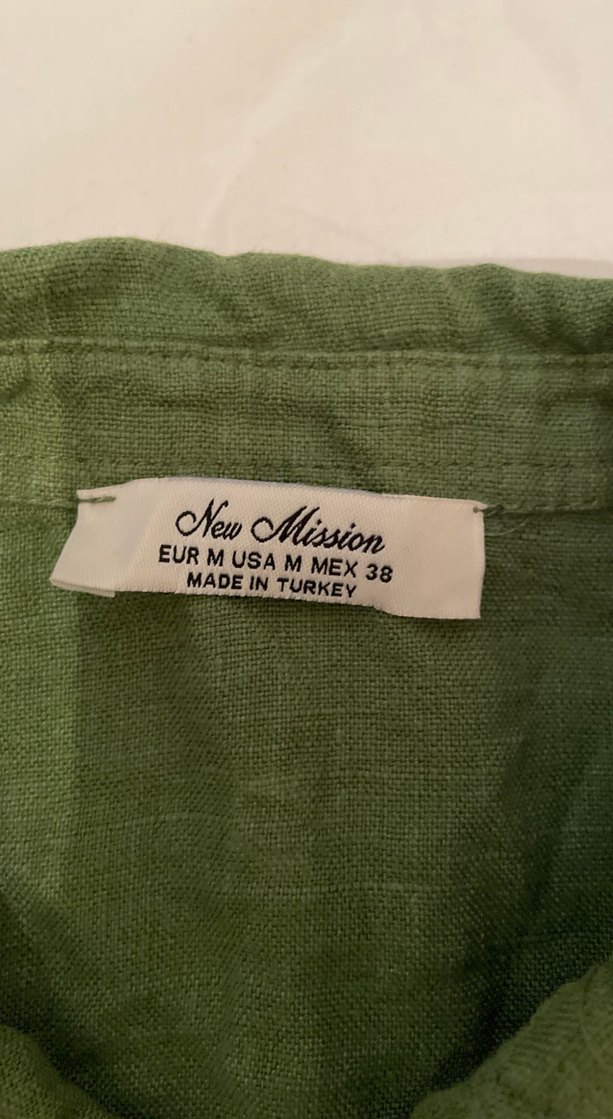 New Mission
EUR M USA M MEX 38
MADE IN TURKEY